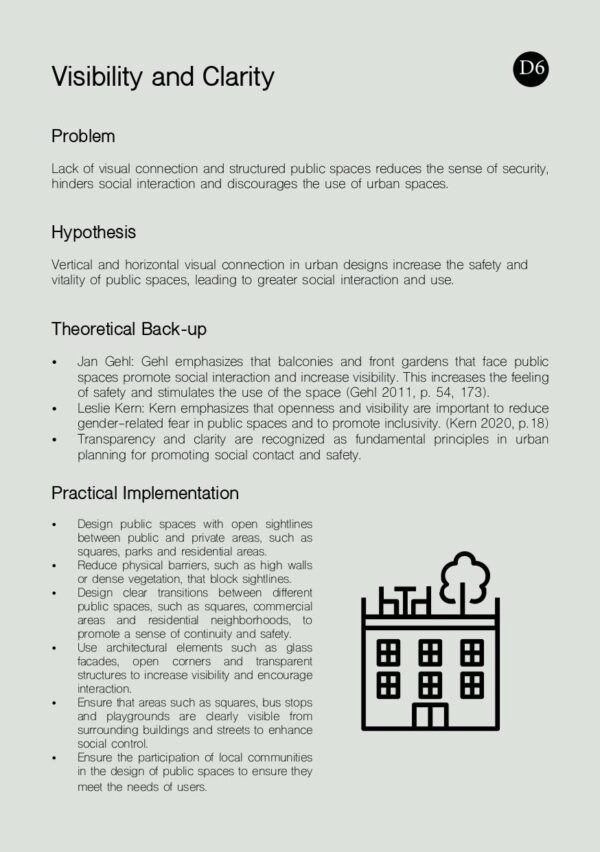 Visibility and Clarity
D6
Problem
Lack of visual connection and structured public spaces reduces the sense of security,
hinders social interaction and discourages the use of urban spaces.
Hypothesis
Vertical and horizontal visual connection in urban designs increase the safety and
vitality of public spaces, leading to greater social interaction and use.
Theoretical Back-up
• Jan Gehl: Gehl emphasizes that balconies and front gardens that face public
spaces promote social interaction and increase visibility. This increases the feeling
of safety and stimulates the use of the space (Gehl 2011, p. 54, 173).
• Leslie Kern: Kern emphasizes that openness and visibility are important to reduce
gender-related fear in public spaces and to promote inclusivity. (Kern 2020, p.18)
• Transparency and clarity are recognized as fundamental principles in urban
planning for promoting social contact and safety.
Practical Implementation
• Design public spaces with open sightlines
between public and private areas, such as
squares, parks and residential areas.
• Reduce physical barriers, such as high walls
or dense vegetation, that block sightlines.
• Design clear transitions between different
public spaces, such as squares, commercial
areas and residential neighborhoods, to
promote a sense of continuity and safety.
• Use architectural elements such as glass
facades, open corners and transparent
structures to increase visibility and encourage
interaction.
• Ensure that areas such as squares, bus stops
and playgrounds are clearly visible from
surrounding buildings and streets to enhance
social control.
• Ensure the participation of local communities
in the design of public spaces to ensure they
meet the needs of users.